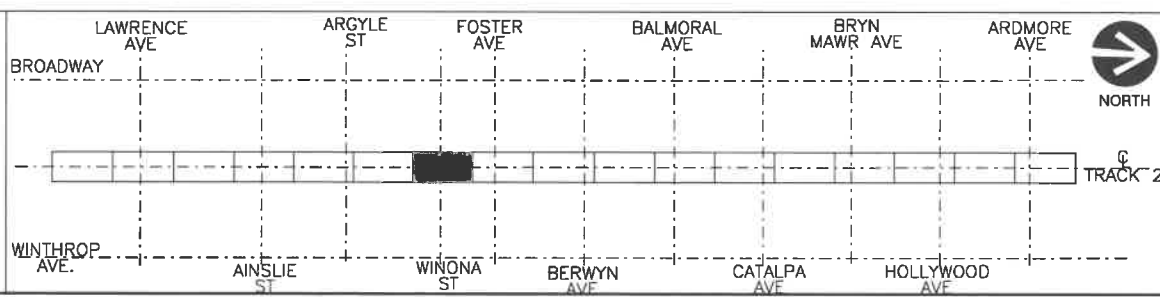 LAWRENCE
AVE
ARGYLE
ST
FOSTER
AVE
BALMORAL
AVE
BRYN
MAWR AVE
ARDMORE
AVE
BROADWAY
NORTH
℄
TRACK 2
WINTHROP
AVE.
AINSLIE
ST
WINONA
ST
BERWYN
AVE
CATALPA
AVE
HOLLYWOOD
AVE